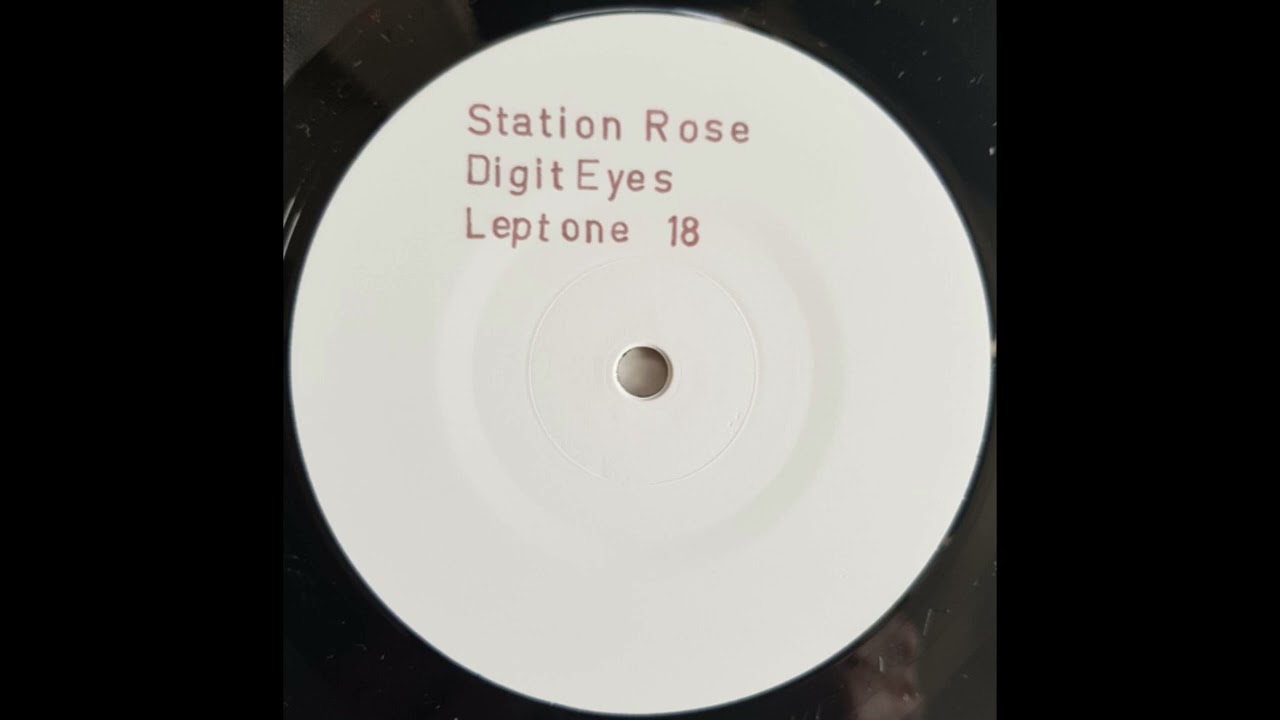 Station Rose
Digit Eyes
Leptone 18